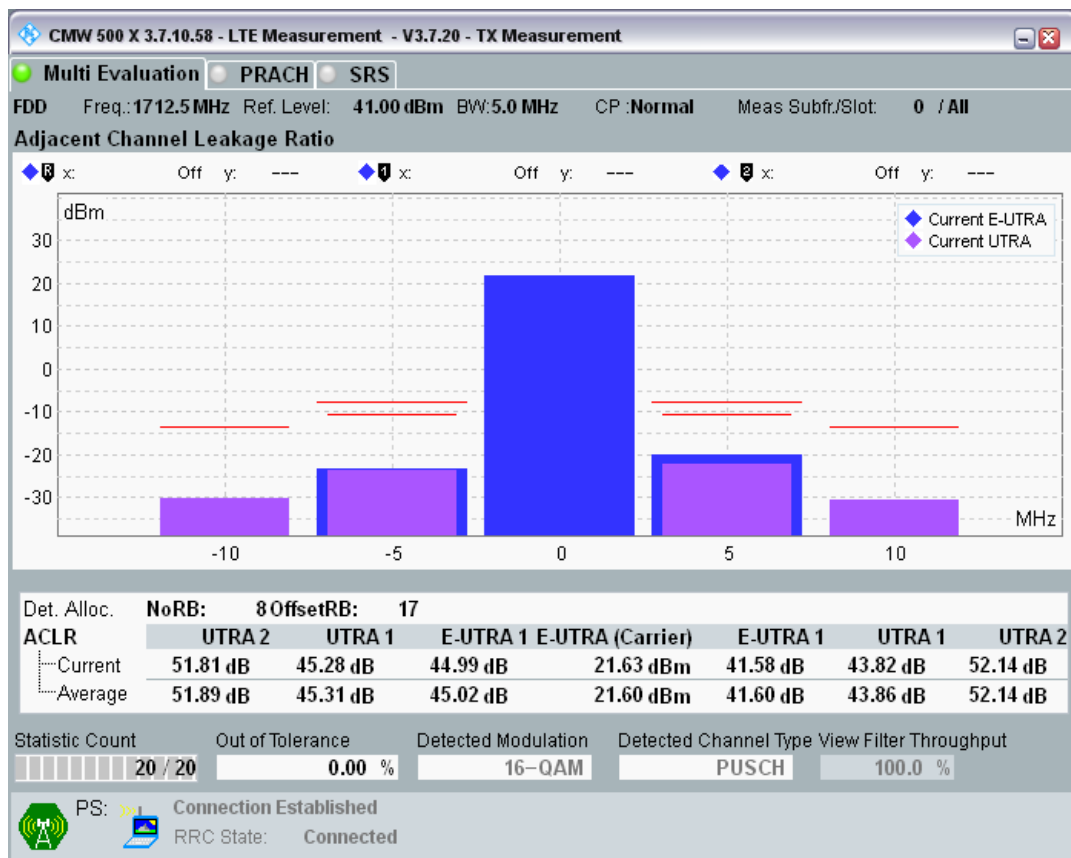 CMW 500 X 3.7.10.58 - LTE Measurement - V3.7.20 - TX Measurement
Multi Evaluation PRACH SRS
FDD Freq.:1712.5 MHz Ref. Level: 41.00 dBm BW:5.0 MHz CP :Normal Meas Subfr./Slot: 0 / All
Adjacent Channel Leakage Ratio
R x: Off y: --- 1 x: Off y: --- 2 x: Off y: ---
dBm
Current E-UTRA
Current UTRA
30
20
10
0
-10
-20
-30
MHz
-10 -5 0 5 10
Det. Alloc. NoRB: 8 OffsetRB: 17
ACLR UTRA 2 UTRA 1 E-UTRA 1 E-UTRA (Carrier) E-UTRA 1 UTRA 1 UTRA 2
Current 51.81 dB 45.28 dB 44.99 dB 21.63 dBm 41.58 dB 43.82 dB 52.14 dB
Average 51.89 dB 45.31 dB 45.02 dB 21.60 dBm 41.60 dB 43.86 dB 52.14 dB
Statistic Count Out of Tolerance Detected Modulation Detected Channel Type View Filter Throughput
20 / 20 0.00 % 16-QAM PUSCH 100.0 %
PS: Connection Established
RRC State: Connected